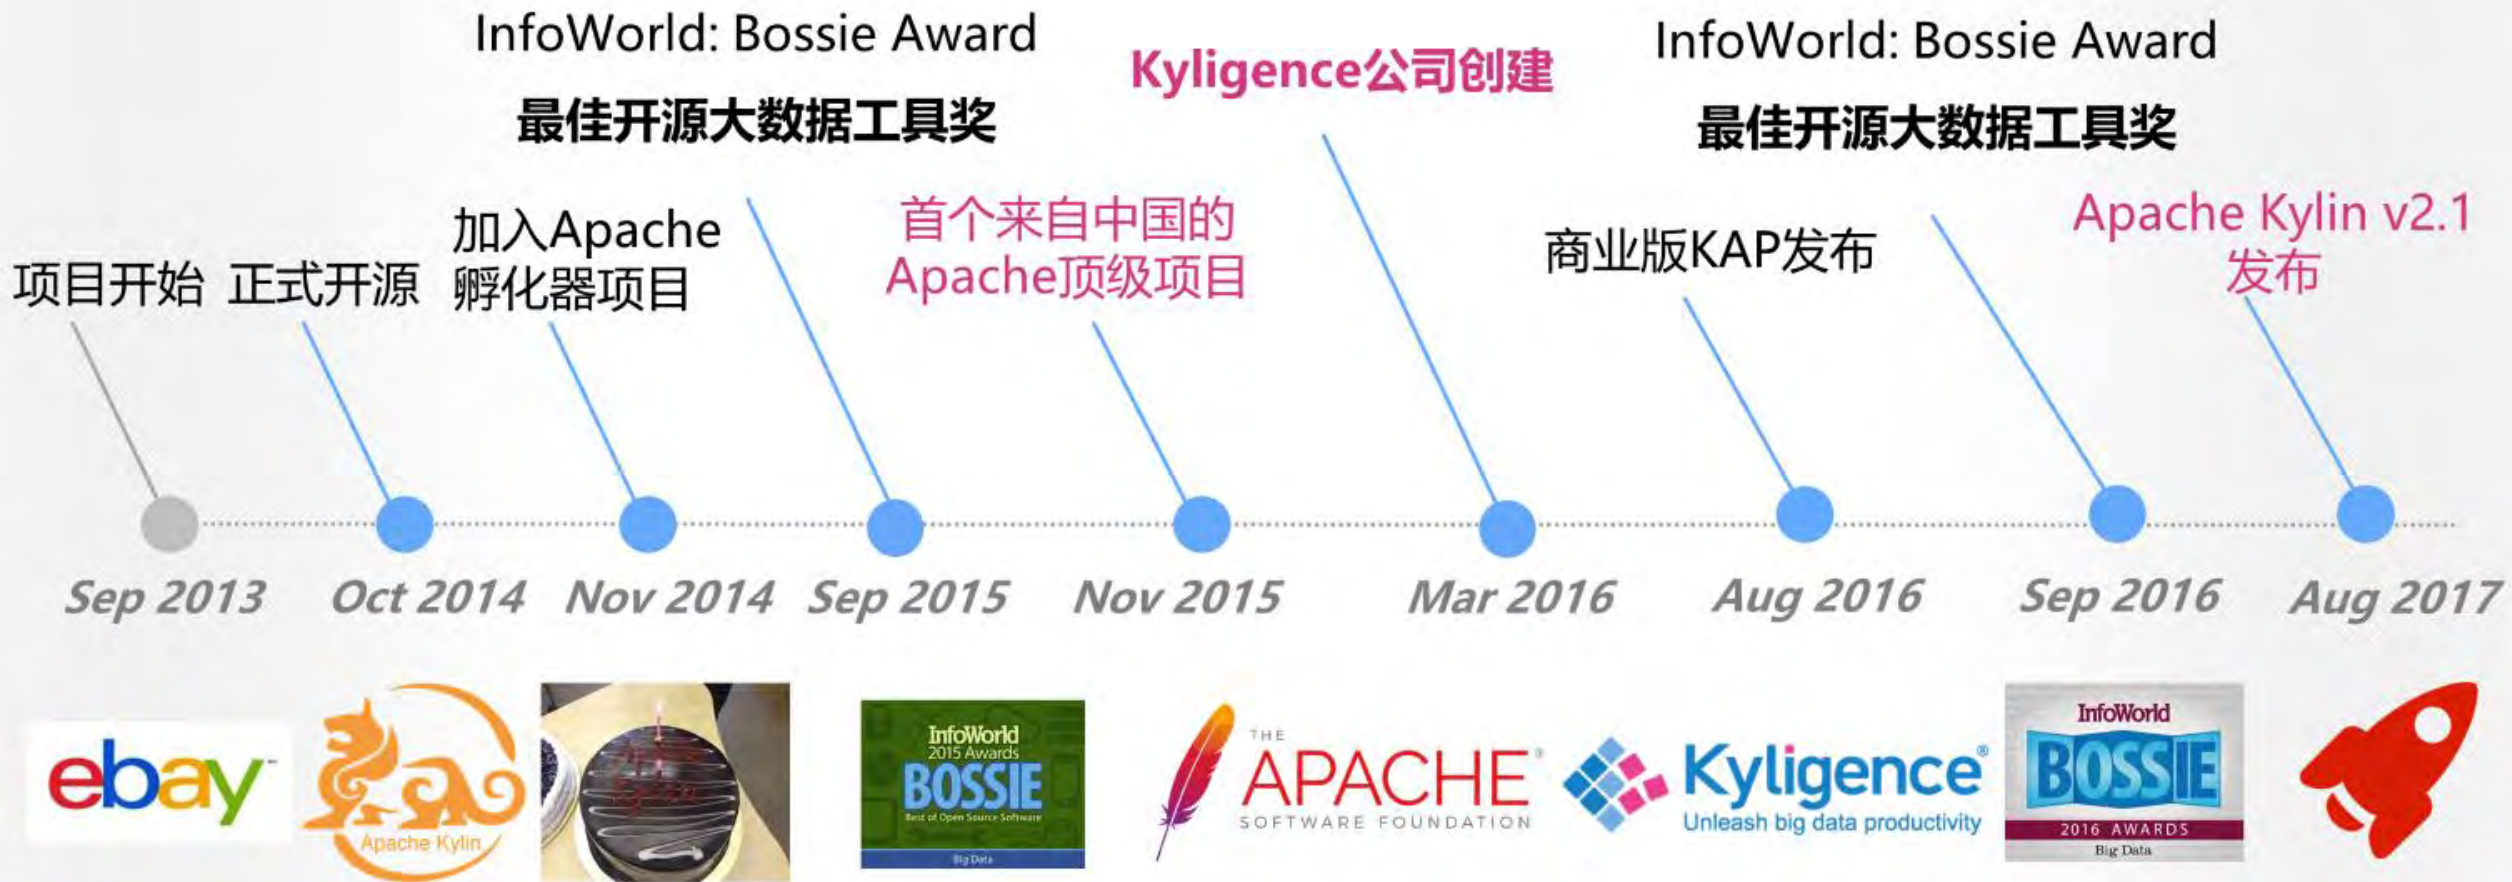 InfoWorld: Bossie Award
最佳开源大数据工具奖
Kyligence公司创建
InfoWorld: Bossie Award
最佳开源大数据工具奖
项目开始
正式开源
加入Apache
孵化器项目
首个来自中国的
Apache顶级项目
商业版KAP发布
Apache Kylin v2.1
发布
Sep 2013
Oct 2014
Nov 2014
Sep 2015
Nov 2015
Mar 2016
Aug 2016
Sep 2016
Aug 2017
ebay
Apache Kylin
InfoWorld
2015 Awards
BOSSIE
Best of Open Source Software
Big Data
THE
APACHE®
SOFTWARE FOUNDATION
Kyligence®
Unleash big data productivity
InfoWorld
BOSSIE
2016 AWARDS
Big Data